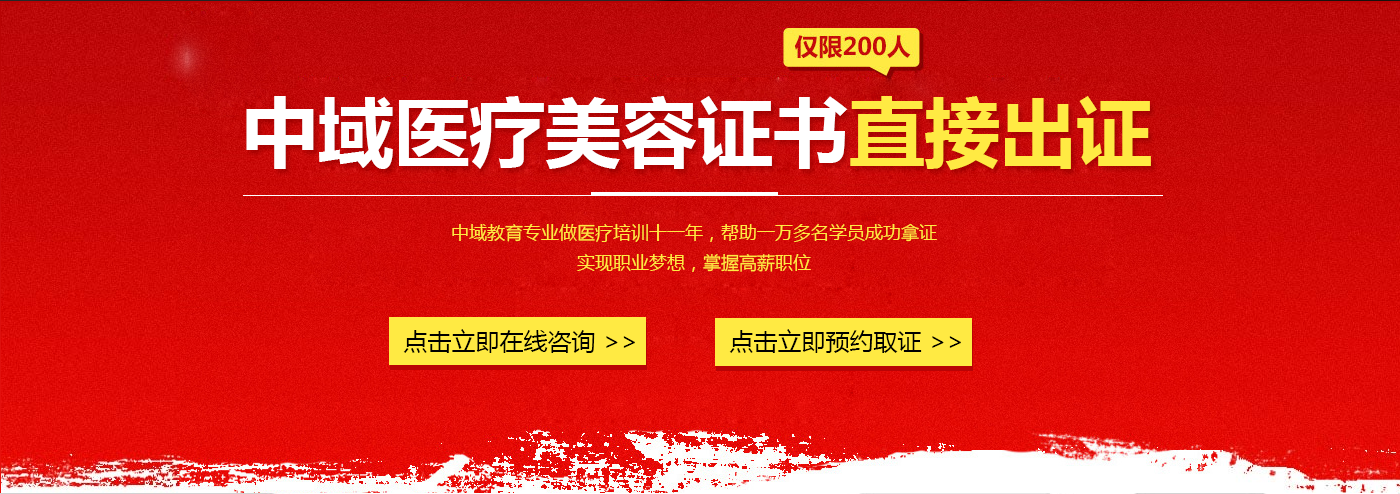 仅限200人
中域医疗美容证书直接出证
中域教育专业做医疗培训十一年，帮助一万多名学员成功拿证
实现职业梦想，掌握高薪职位
点击立即在线咨询 >>
点击立即预约取证 >>